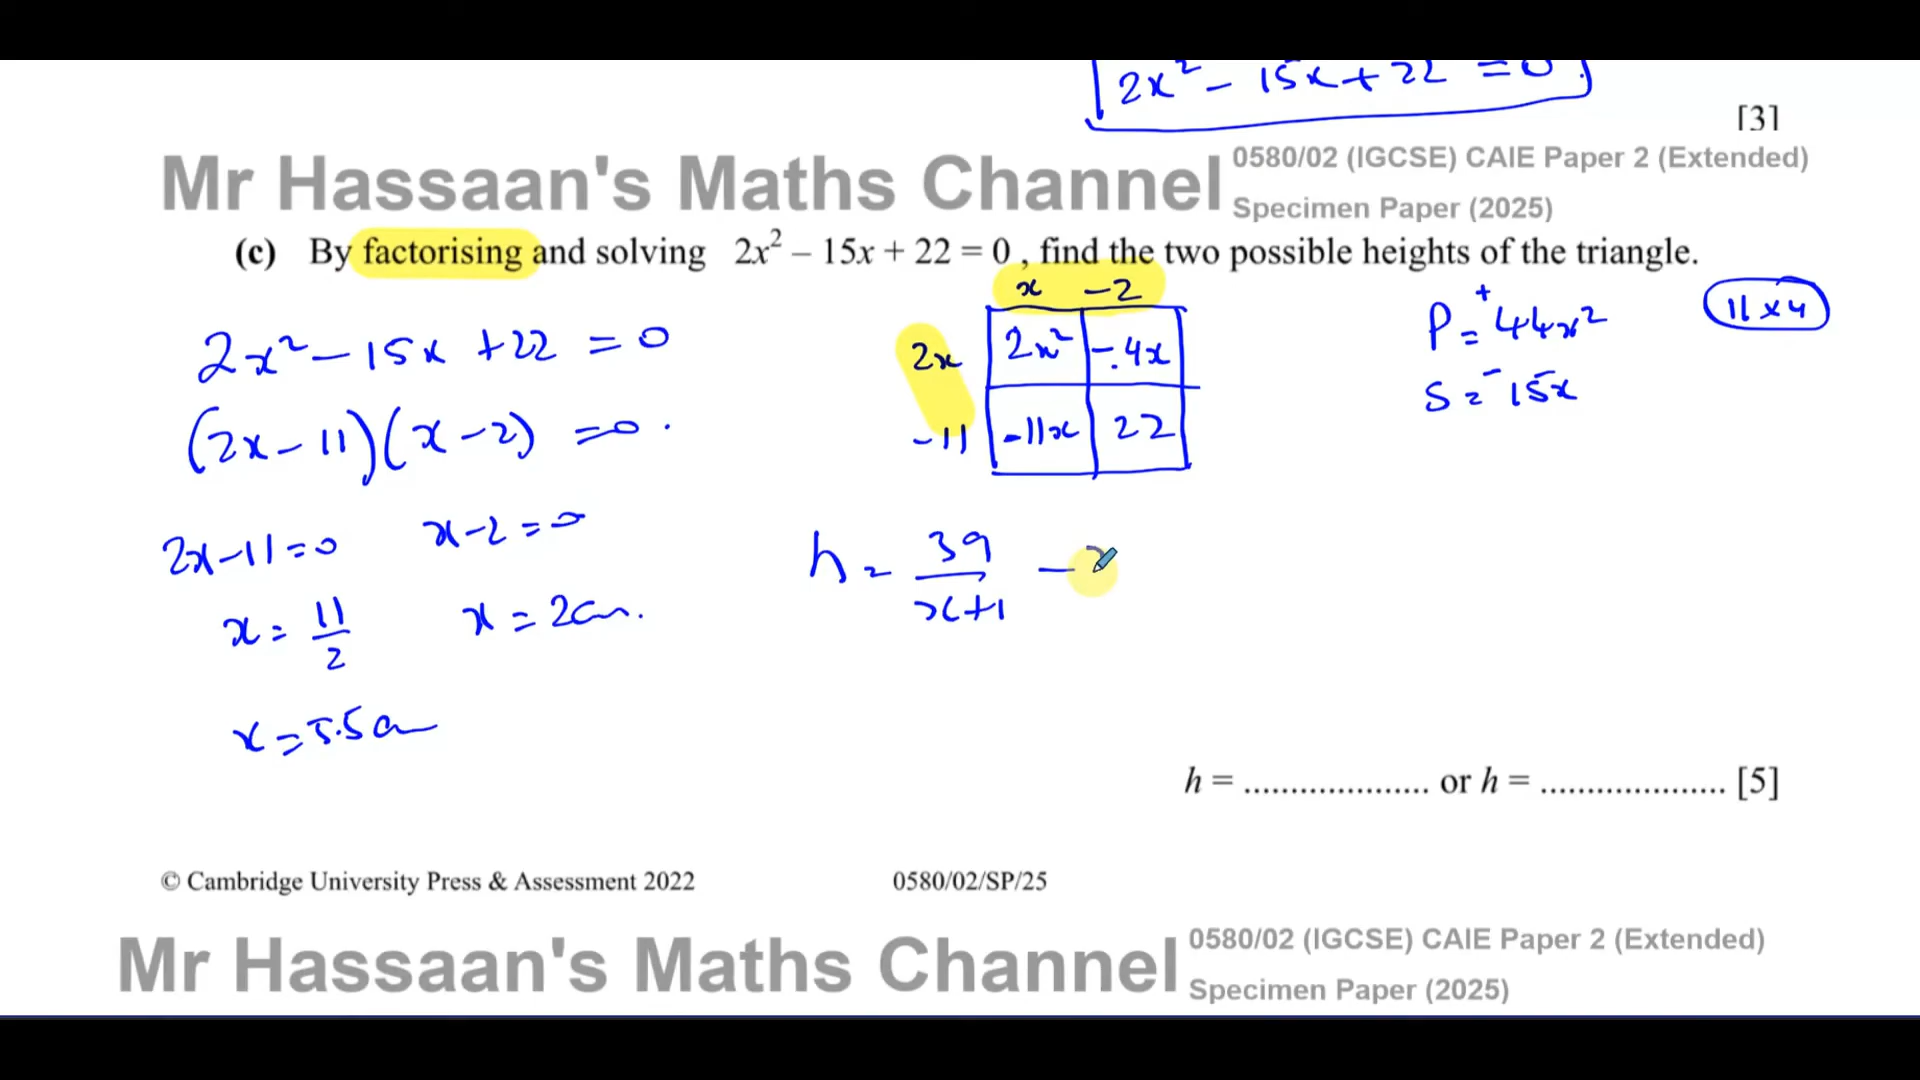 2x² – 15x + 22 = 0
[3]
Mr Hassaan's Maths Channel
0580/02 (IGCSE) CAIE Paper 2 (Extended)
Specimen Paper (2025)
(c) By factorising and solving 2x² – 15x + 22 = 0 , find the two possible heights of the triangle.
x -2
2x 2x² -4x
-11 -11x 22
P = +44x²
S = -15x
11 x 4
2x² - 15x + 22 = 0
(2x - 11)(x - 2) = 0.
2x - 11 = 0 x - 2 = 0
x = 11/2 x = 2cm.
x = 5.5cm
h = 39/(x+1) -
h = .................... or h = .................... [5]
© Cambridge University Press & Assessment 2022
0580/02/SP/25
Mr Hassaan's Maths Channel
0580/02 (IGCSE) CAIE Paper 2 (Extended)
Specimen Paper (2025)